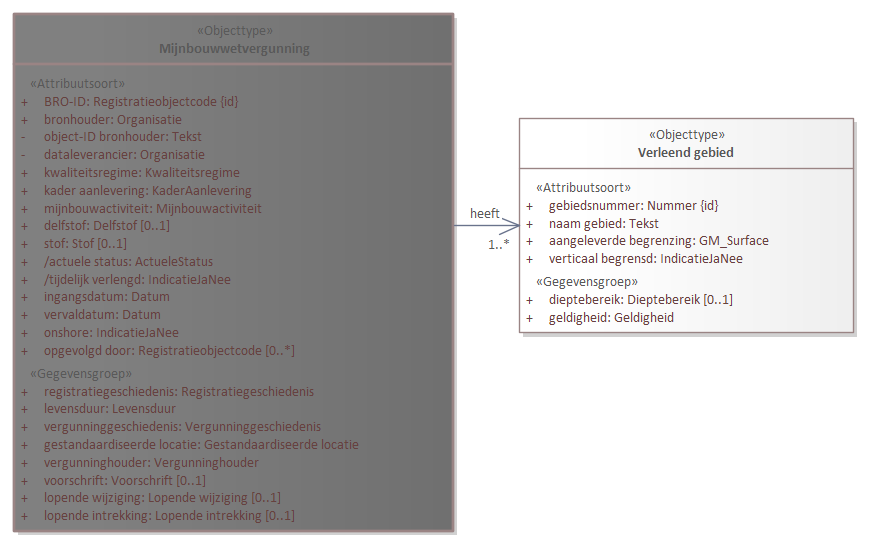 «Objecttype»
Mijnbouwwetvergunning
«Attribuutsoort»
+ BRO-ID: Registratieobjectcode {id}
+ bronhouder: Organisatie
- object-ID bronhouder: Tekst
- dataleverancier: Organisatie
+ kwaliteitsregime: Kwaliteitsregime
+ kader aanlevering: KaderAanlevering
+ mijnbouwactiviteit: Mijnbouwactiviteit
+ delfstof: Delfstof [0..1]
+ stof: Stof [0..1]
+ /actuele status: ActueleStatus
+ /tijdelijk verlengd: IndicatieJaNee
+ ingangsdatum: Datum
+ vervaldatum: Datum
+ onshore: IndicatieJaNee
+ opgevolgd door: Registratieobjectcode [0..*]
«Gegevensgroep»
+ registratiegeschiedenis: Registratiegeschiedenis
+ levensduur: Levensduur
+ vergunninggeschiedenis: Vergunninggeschiedenis
+ gestandaardiseerde locatie: Gestandaardiseerde locatie
+ vergunninghouder: Vergunninghouder
+ voorschrift: Voorschrift [0..1]
+ lopende wijziging: Lopende wijziging [0..1]
+ lopende intrekking: Lopende intrekking [0..1]
heeft
1..*
«Objecttype»
Verleend gebied
«Attribuutsoort»
+ gebiedsnummer: Nummer {id}
+ naam gebied: Tekst
+ aangeleverde begrenzing: GM_Surface
+ verticaal begrensd: IndicatieJaNee
«Gegevensgroep»
+ dieptebereik: Dieptebereik [0..1]
+ geldigheid: Geldigheid